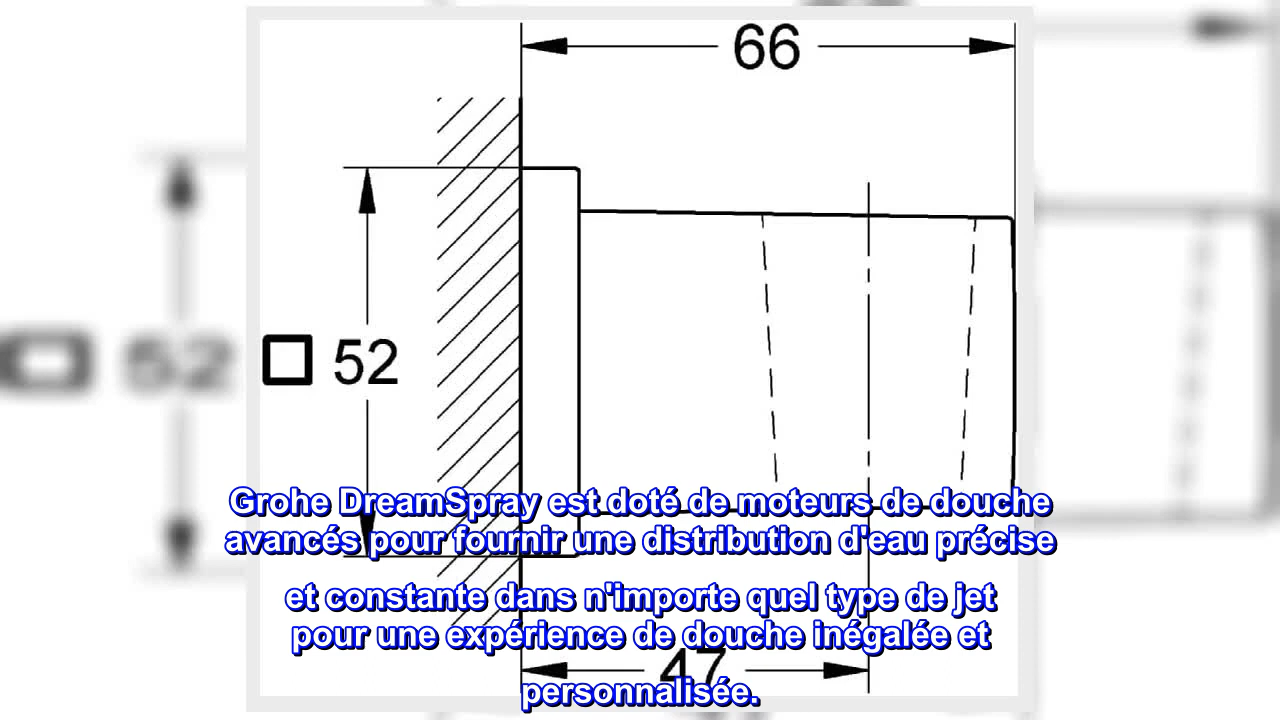 66
52
Grohe DreamSpray est doté de moteurs de douche
avancés pour fournir une distribution d'eau précise
et constante dans n'importe quel type de jet
pour une expérience de douche inégalée et
47
personnalisée.